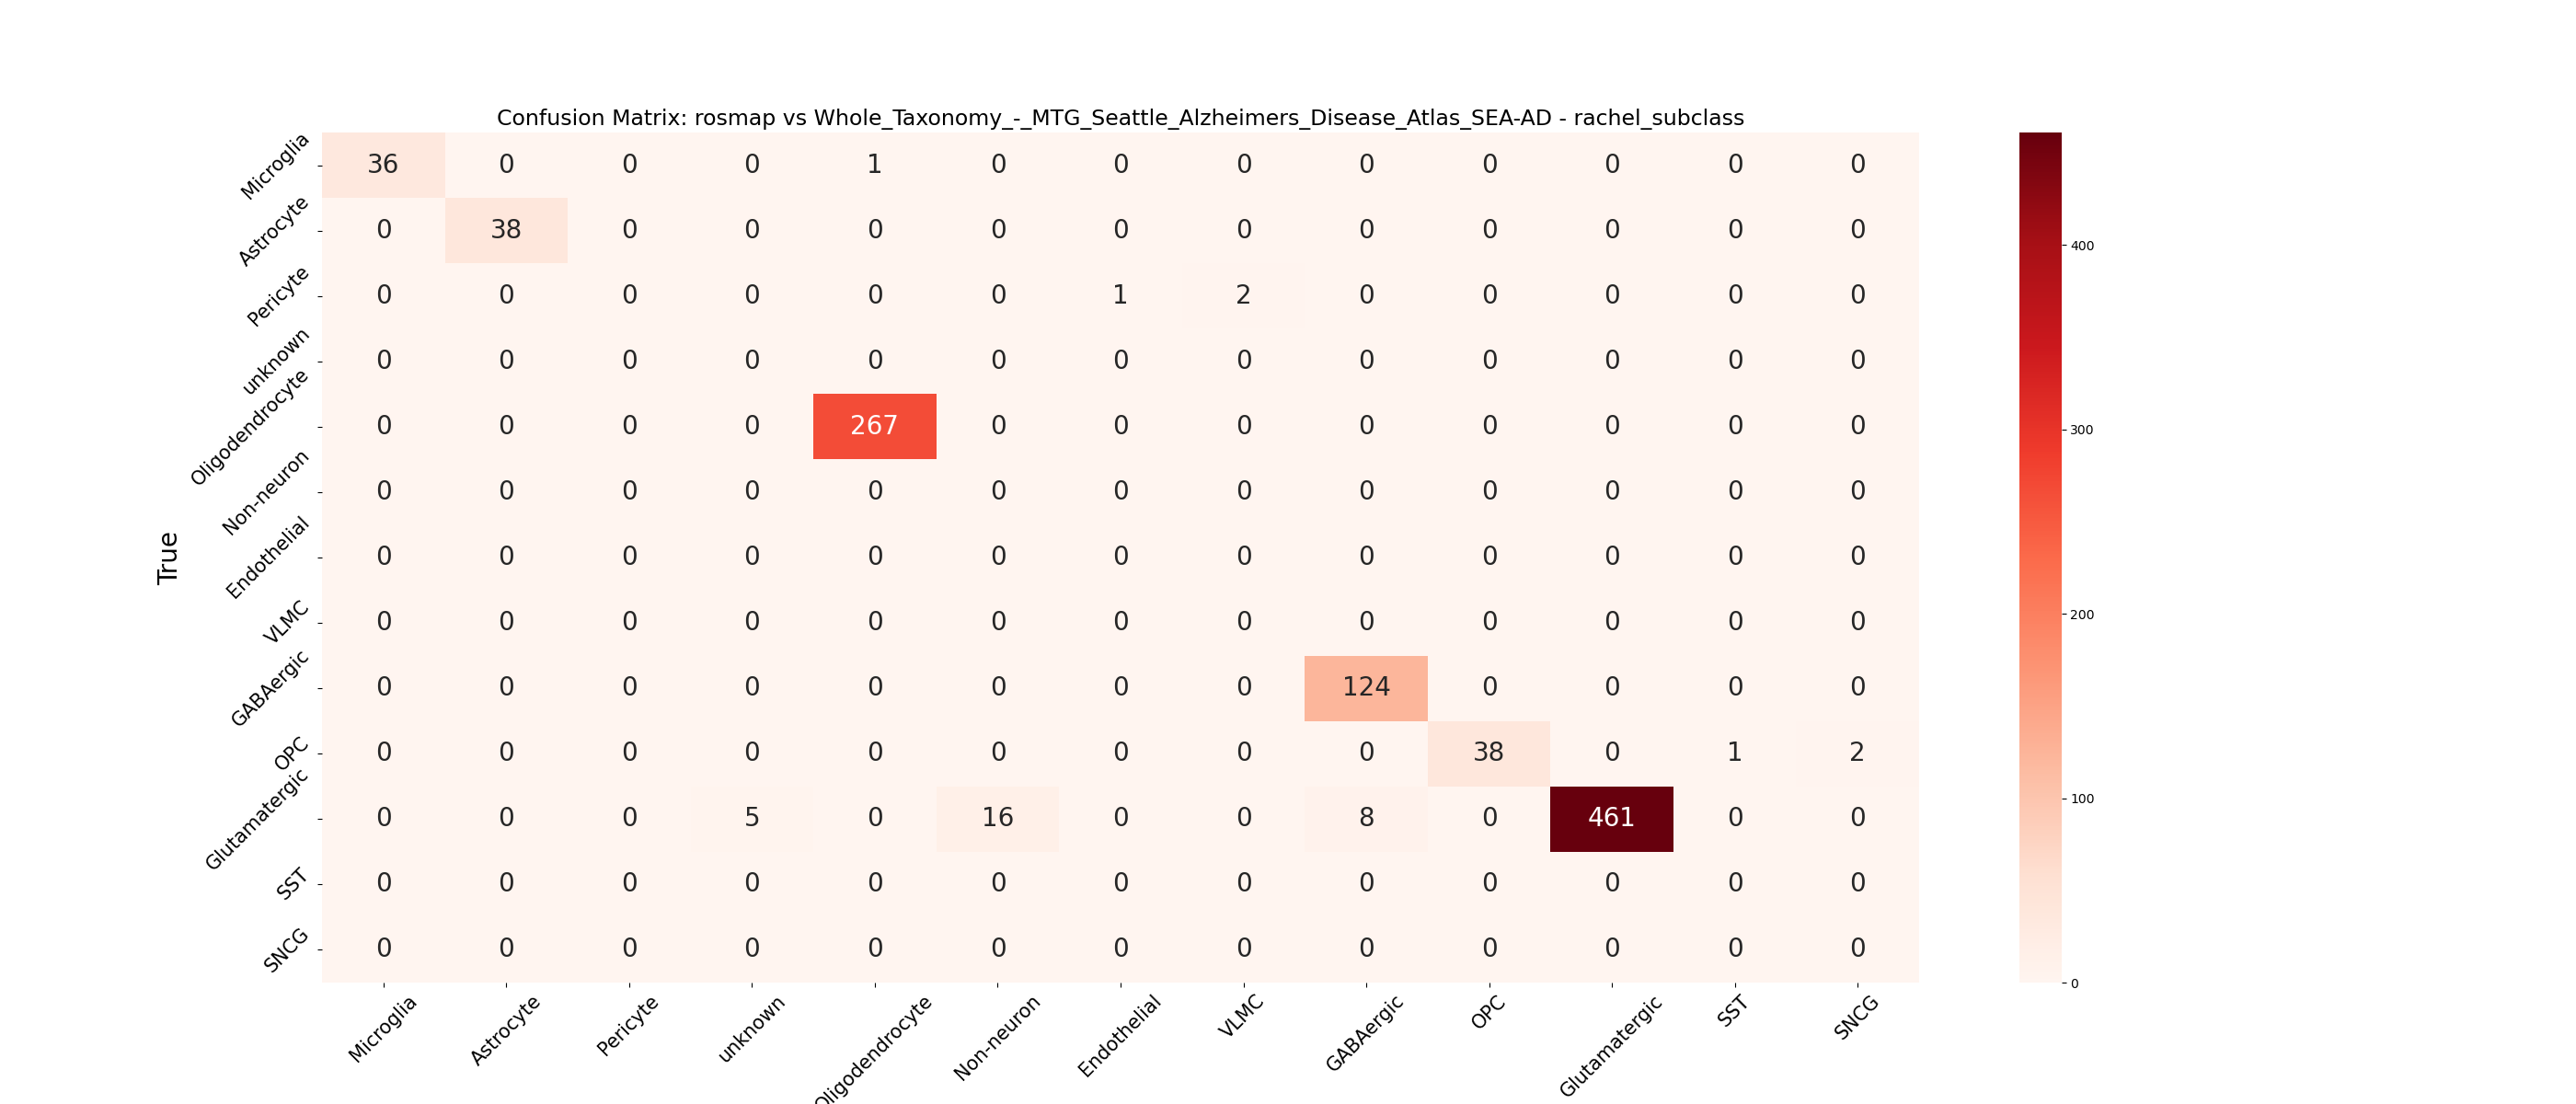 Confusion Matrix: rosmap vs Whole_Taxonomy_-_MTG_Seattle_Alzheimers_Disease_Atlas_SEA-AD - rachel_subclass
Microglia 36 0 0 0 1 0 0 0 0 0 0 0 0
Astrocyte 0 38 0 0 0 0 0 0 0 0 0 0 0
Pericyte 0 0 0 0 0 0 1 2 0 0 0 0 0
unknown 0 0 0 0 0 0 0 0 0 0 0 0 0
Oligodendrocyte 0 0 0 0 267 0 0 0 0 0 0 0 0
Non-neuron 0 0 0 0 0 0 0 0 0 0 0 0 0
Endothelial 0 0 0 0 0 0 0 0 0 0 0 0 0
VLMC 0 0 0 0 0 0 0 0 0 0 0 0 0
GABAergic 0 0 0 0 0 0 0 0 124 0 0 0 0
OPC 0 0 0 0 0 0 0 0 0 38 0 1 2
Glutamatergic 0 0 0 5 0 16 0 0 8 0 461 0 0
SST 0 0 0 0 0 0 0 0 0 0 0 0 0
SNCG 0 0 0 0 0 0 0 0 0 0 0 0 0
True
Microglia Astrocyte Pericyte unknown Oligodendrocyte Non-neuron Endothelial VLMC GABAergic OPC Glutamatergic SST SNCG
400
300
200
100
0